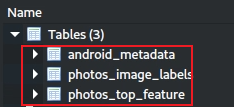 Name
Tables (3)
android_metadata
photos_image_labels
photos_top_feature